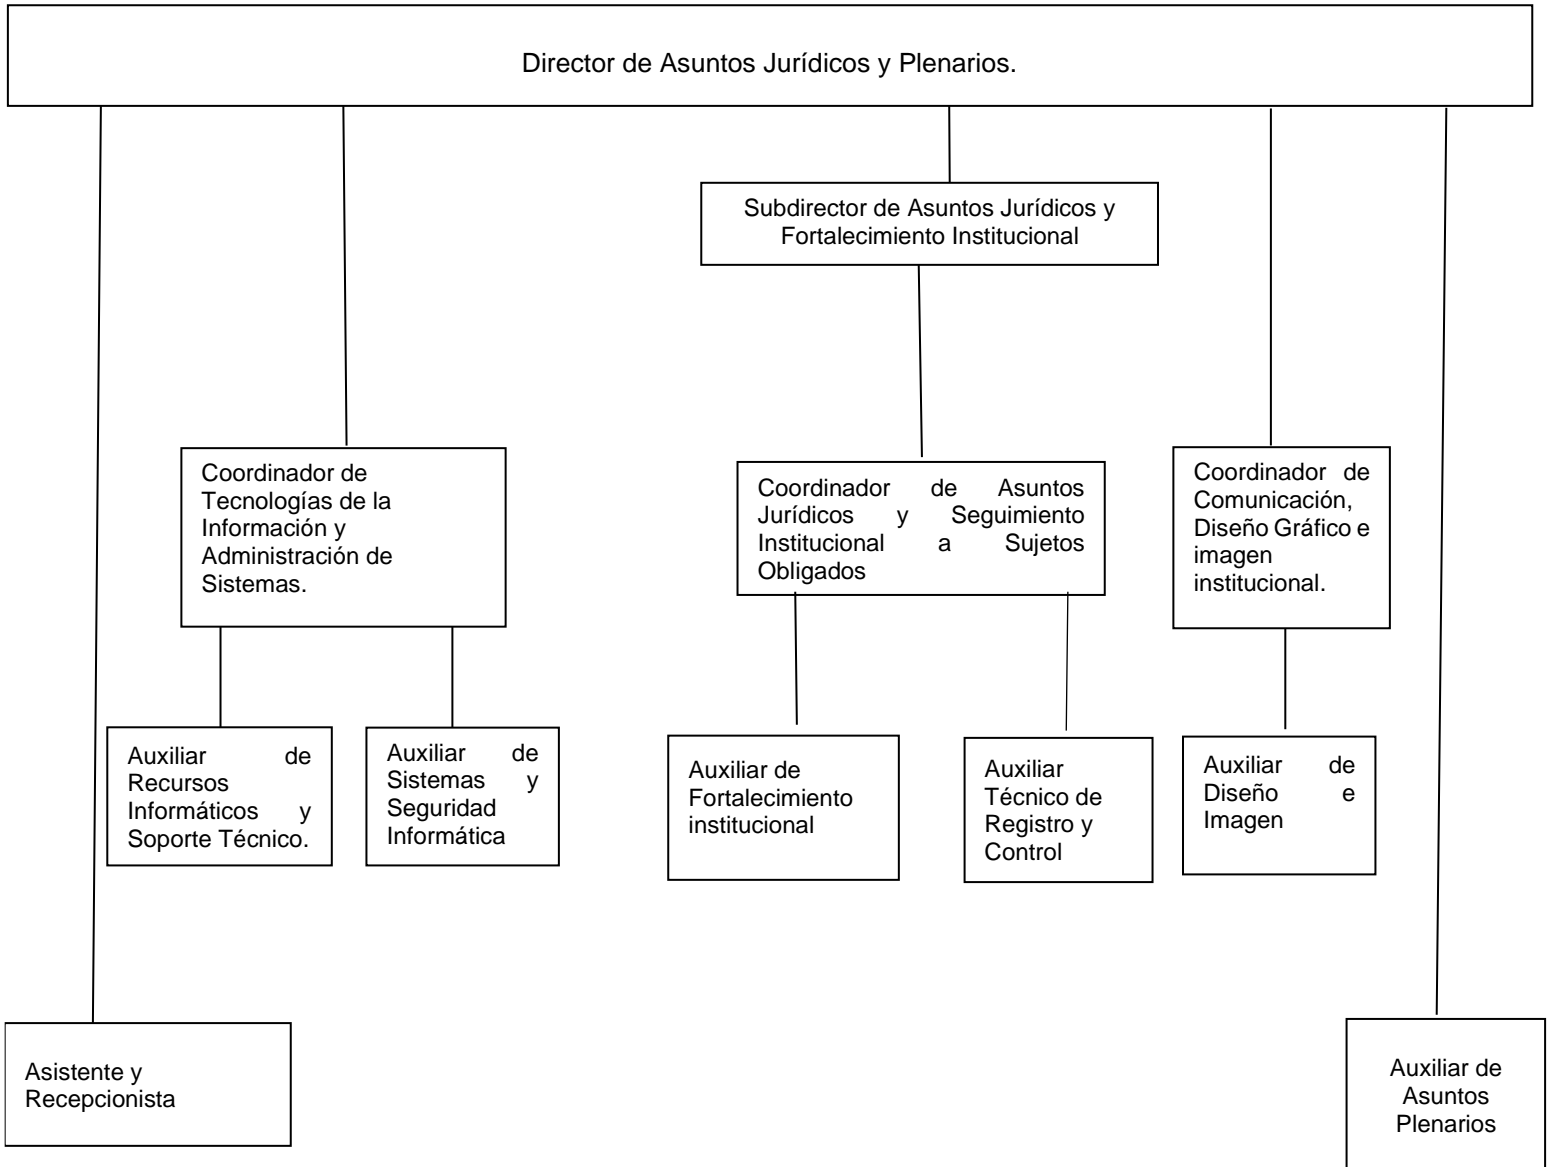 Director de Asuntos Jurídicos y Plenarios.
Subdirector de Asuntos Jurídicos y
Fortalecimiento Institucional
Coordinador de
Tecnologías de la
Información y
Administración de
Sistemas.
Coordinador de Asuntos
Jurídicos y Seguimiento
Institucional a Sujetos
Obligados
Coordinador de
Comunicación,
Diseño Gráfico e
imagen
institucional.
Auxiliar de
Recursos
Informáticos y
Soporte Técnico.
Auxiliar de
Sistemas y
Seguridad
Informática
Auxiliar de
Fortalecimiento
institucional
Auxiliar
Técnico de
Registro y
Control
Auxiliar de
Diseño e
Imagen
Asistente y
Recepcionista
Auxiliar de
Asuntos
Plenarios